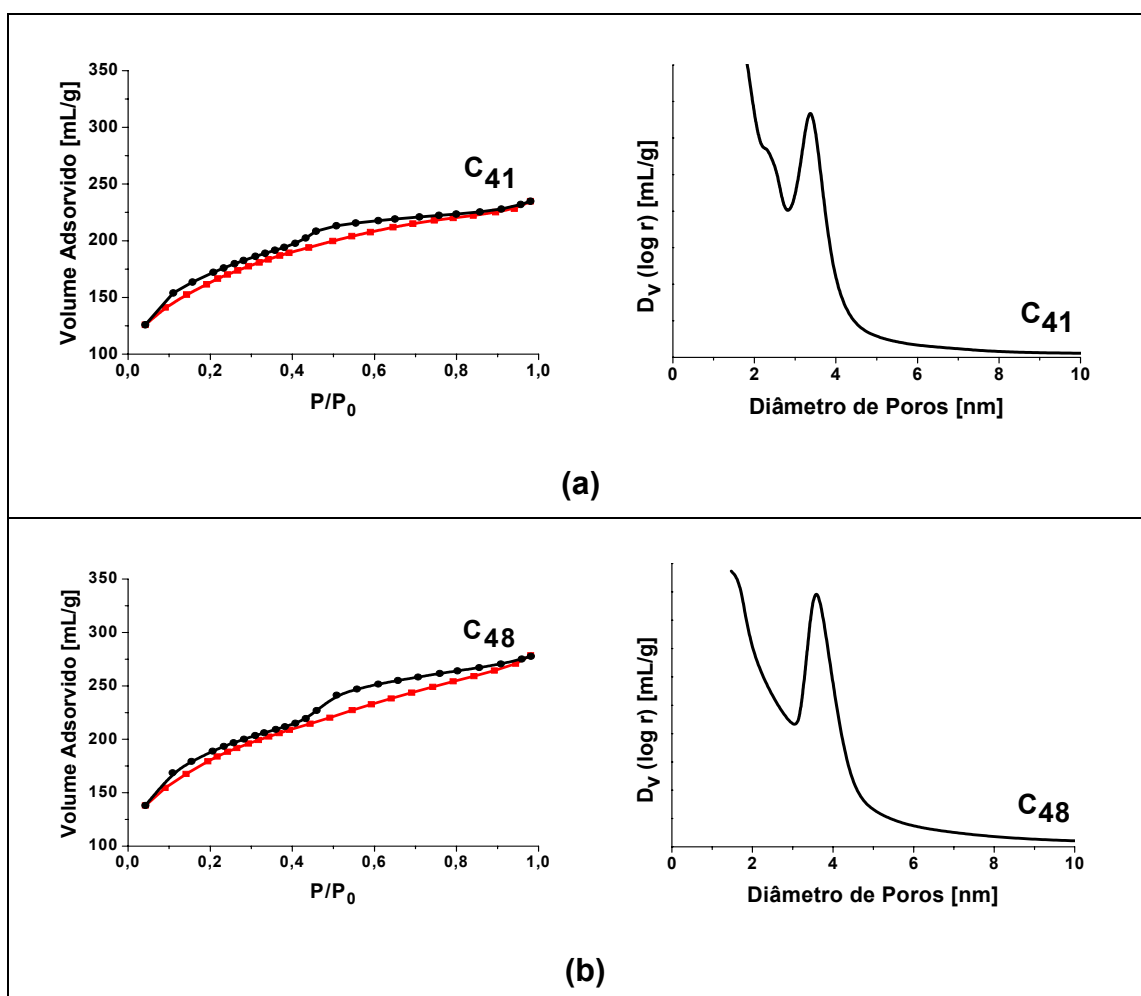 Volume Adsorvido [mL/g]
350
300
250
200
150
100
0,0 0,2 0,4 0,6 0,8 1,0
P/P0
C41
DV (log r) [mL/g]
0 2 4 6 8 10
Diâmetro de Poros [nm]
C41
(a)
Volume Adsorvido [mL/g]
350
300
250
200
150
100
0,0 0,2 0,4 0,6 0,8 1,0
P/P0
C48
DV (log r) [mL/g]
0 2 4 6 8 10
Diâmetro de Poros [nm]
C48
(b)